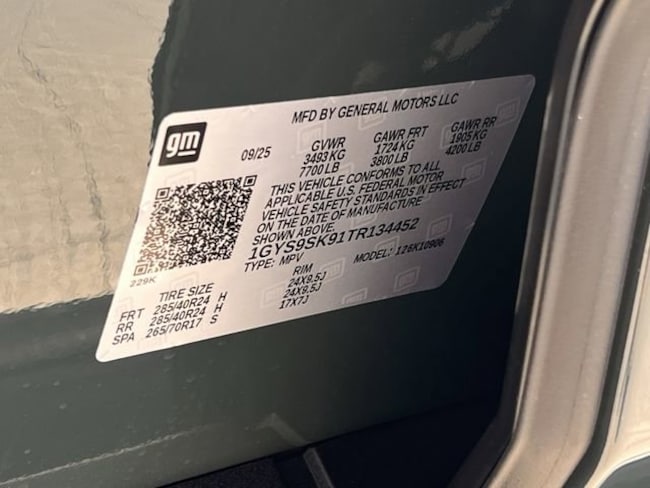 MFD BY GENERAL MOTORS LLC
gm
09/25
GVWR GAWR FRT GAWR RR
3493 KG 1724 KG 1905 KG
7700 LB 3800 LB 4200 LB
THIS VEHICLE CONFORMS TO ALL
APPLICABLE U.S. FEDERAL MOTOR
VEHICLE SAFETY STANDARDS IN EFFECT
ON THE DATE OF MANUFACTURE
SHOWN ABOVE.
1GYS9SK91TR134452
TYPE: MPV MODEL: 126K10906
229K
TIRE SIZE RIM
FRT 285/40R24 H 24X9.5J
RR 285/40R24 H 24X9.5J
SPA 265/70R17 S 17X7J